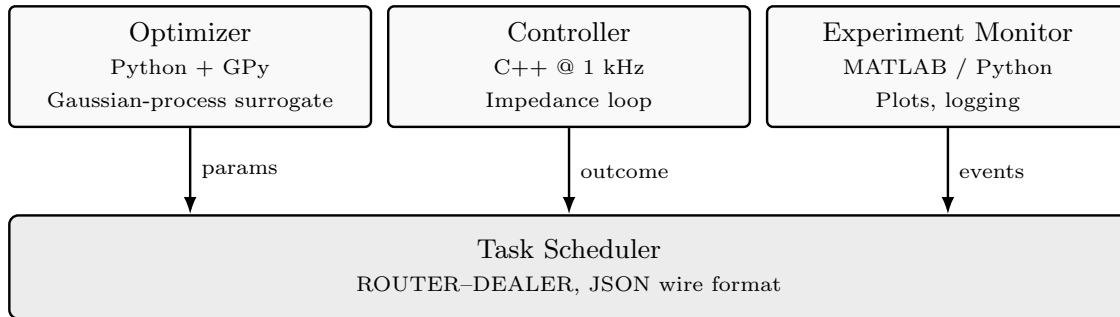 Optimizer
Python + GPy
Gaussian-process surrogate
Controller
C++ @ 1 kHz
Impedance loop
Experiment Monitor
MATLAB / Python
Plots, logging
params
outcome
events
Task Scheduler
ROUTER–DEALER, JSON wire format